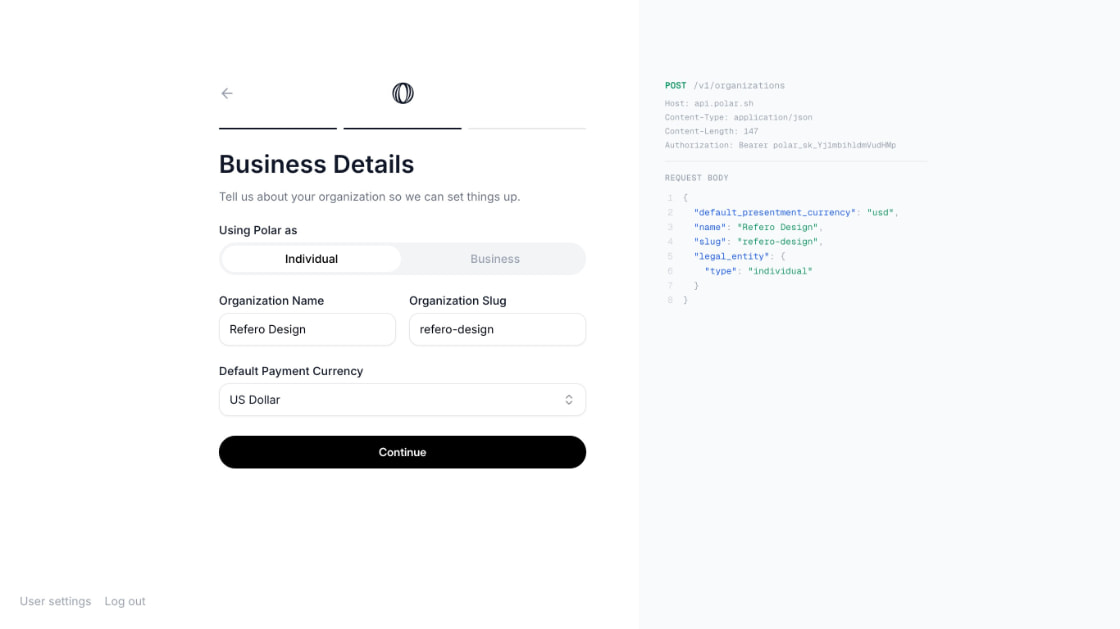 Business Details
Tell us about your organization so we can set things up.
Using Polar as
Individual Business
Organization Name Organization Slug
Refero Design refero-design
Default Payment Currency
US Dollar
Continue
User settings Log out
POST /v1/organizations
Host: api.polar.sh
Content-Type: application/json
Content-Length: 147
Authorization: Bearer
REQUEST BODY
1 {
2 "default_presentment_currency": "usd",
3 "name": "Refero Design",
4 "slug": "refero-design",
5 "legal_entity": {
6 "type": "individual"
7 }
8 }